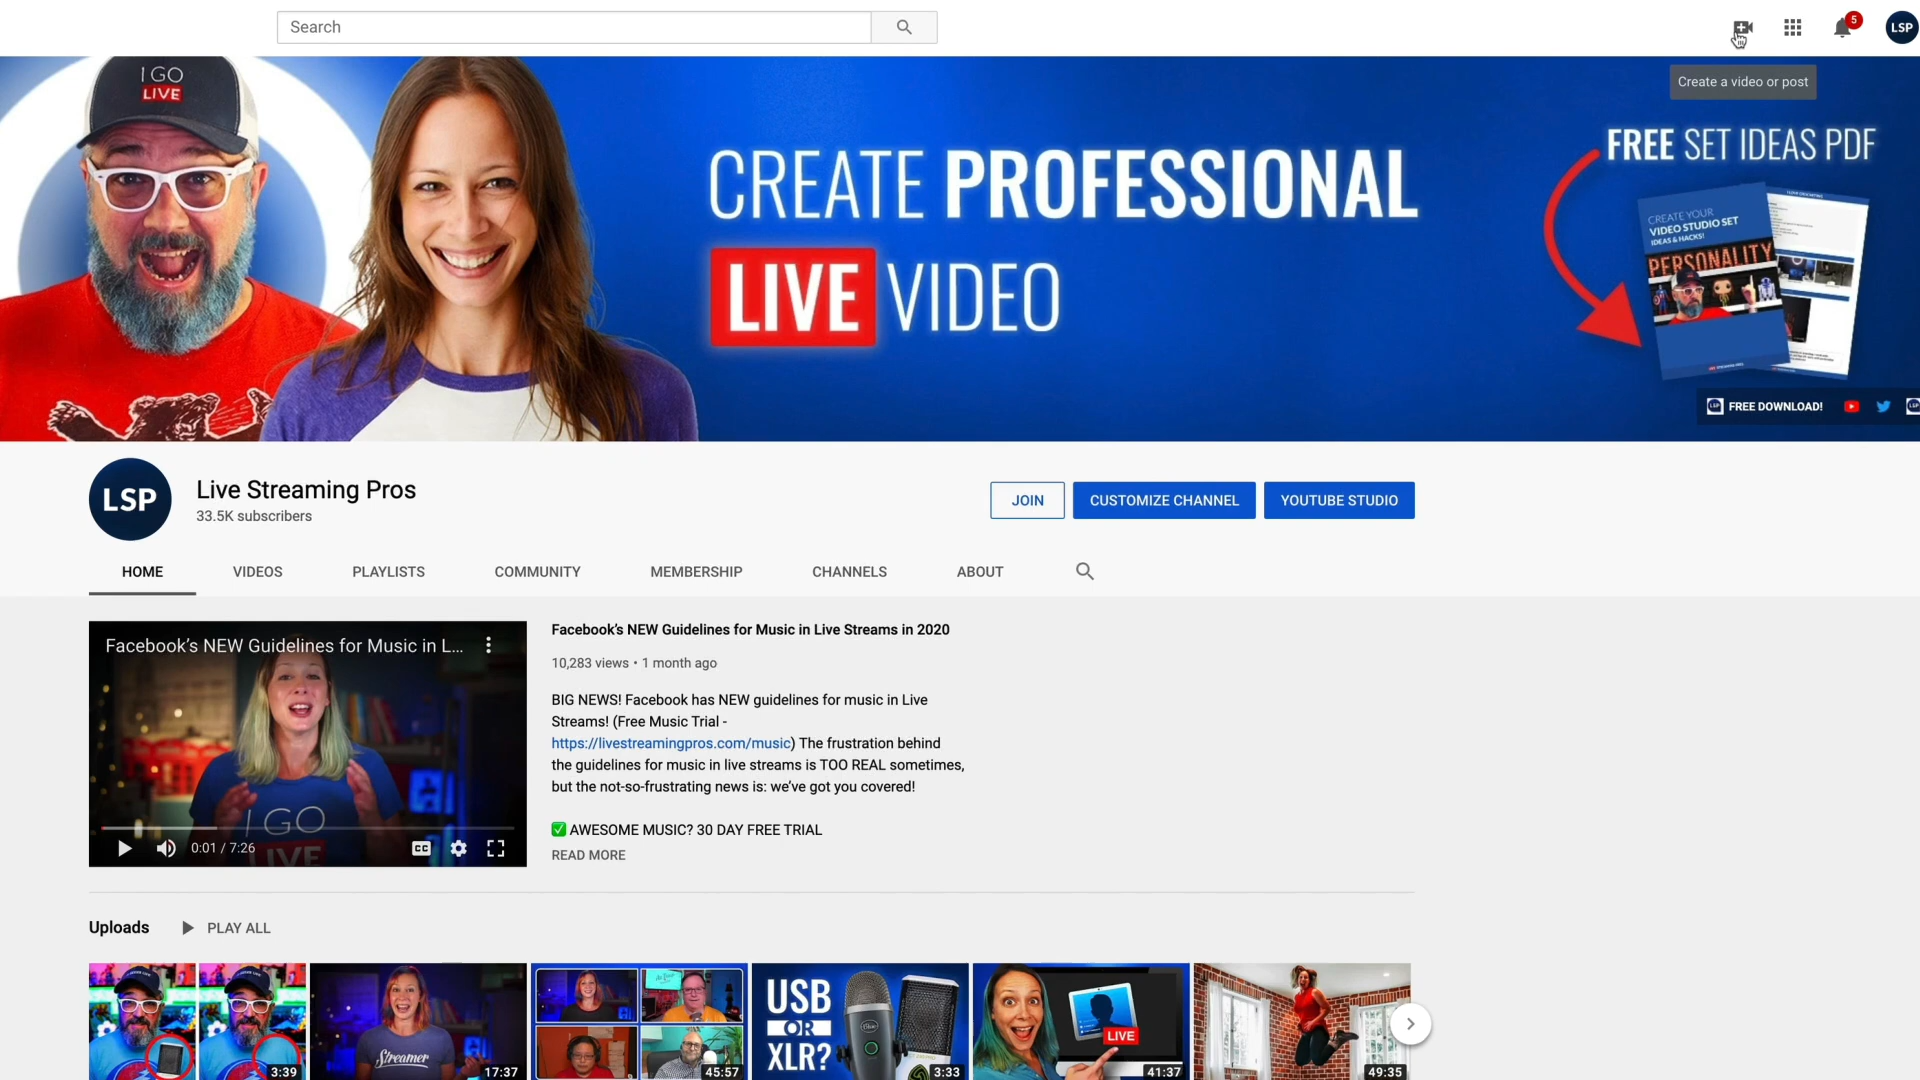 Search
5
LSP
Create a video or post
I GO
LIVE
CREATE PROFESSIONAL
LIVE VIDEO
FREE SET IDEAS PDF
CREATE YOUR
VIDEO STUDIO SET
IDEAS & HACKS!
PERSONALITY
LSP FREE DOWNLOAD!
LSP
Live Streaming Pros
33.5K subscribers
JOIN
CUSTOMIZE CHANNEL
YOUTUBE STUDIO
HOME VIDEOS PLAYLISTS COMMUNITY MEMBERSHIP CHANNELS ABOUT
Facebook’s NEW Guidelines for Music in L...
I GO
LIVE
0:01 / 7:26
CC
Facebook’s NEW Guidelines for Music in Live Streams in 2020
10,283 views • 1 month ago
BIG NEWS! Facebook has NEW guidelines for music in Live
Streams! (Free Music Trial -
https://livestreamingpros.com/music) The frustration behind
the guidelines for music in live streams is TOO REAL sometimes,
but the not-so-frustrating news is: we’ve got you covered!
✅ AWESOME MUSIC? 30 DAY FREE TRIAL
READ MORE
Uploads PLAY ALL
3:39
Streamer
17:37
45:57
USB
OR
XLR?
3:33
LIVE
41:37
49:35